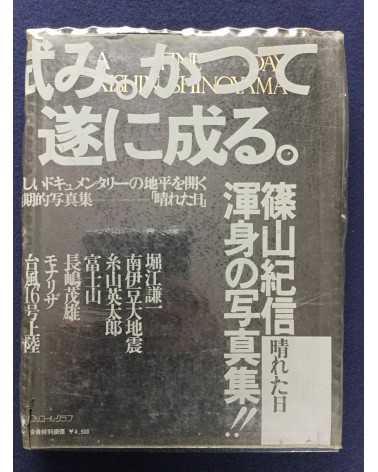 A FINE DAY
KISHIN SHINOYAMA
試み。かつて
遂に成る。
しいドキュメンタリーの地平を開く
期的写真集───「晴れた日」
篠山紀信
渾身の写真集!!
晴れた日
堀江謙一
南伊豆大地震
糸山英太郎
富士山
長嶋茂雄
モナリザ
台風16号上陸